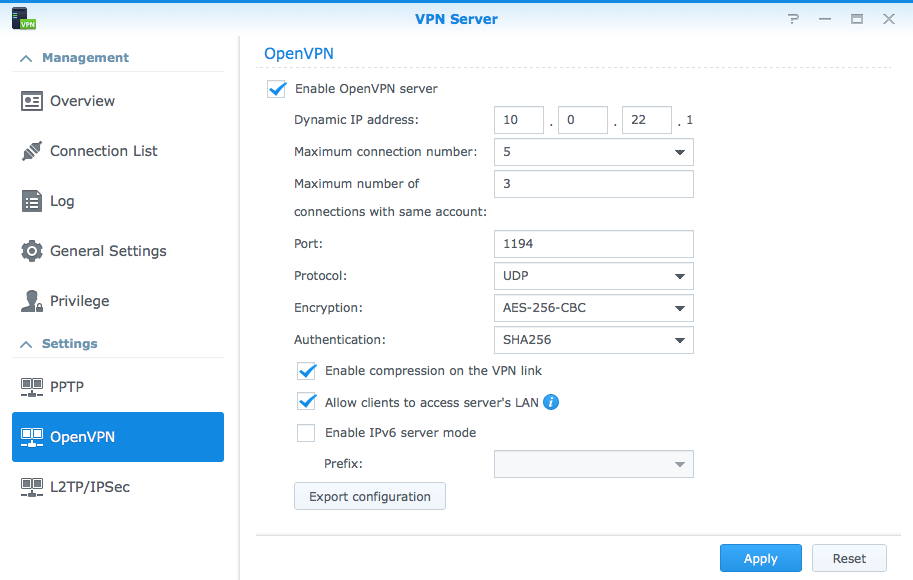 VPN
VPN Server
Management
Overview
Connection List
Log
General Settings
Privilege
Settings
PPTP
OpenVPN
L2TP/IPSec
OpenVPN
Enable OpenVPN server
Dynamic IP address: 10 . 0 . 22 . 1
Maximum connection number: 5
Maximum number of 3
connections with same account:
Port: 1194
Protocol: UDP
Encryption: AES-256-CBC
Authentication: SHA256
Enable compression on the VPN link
Allow clients to access server's LAN i
Enable IPv6 server mode
Prefix:
Export configuration
Apply Reset